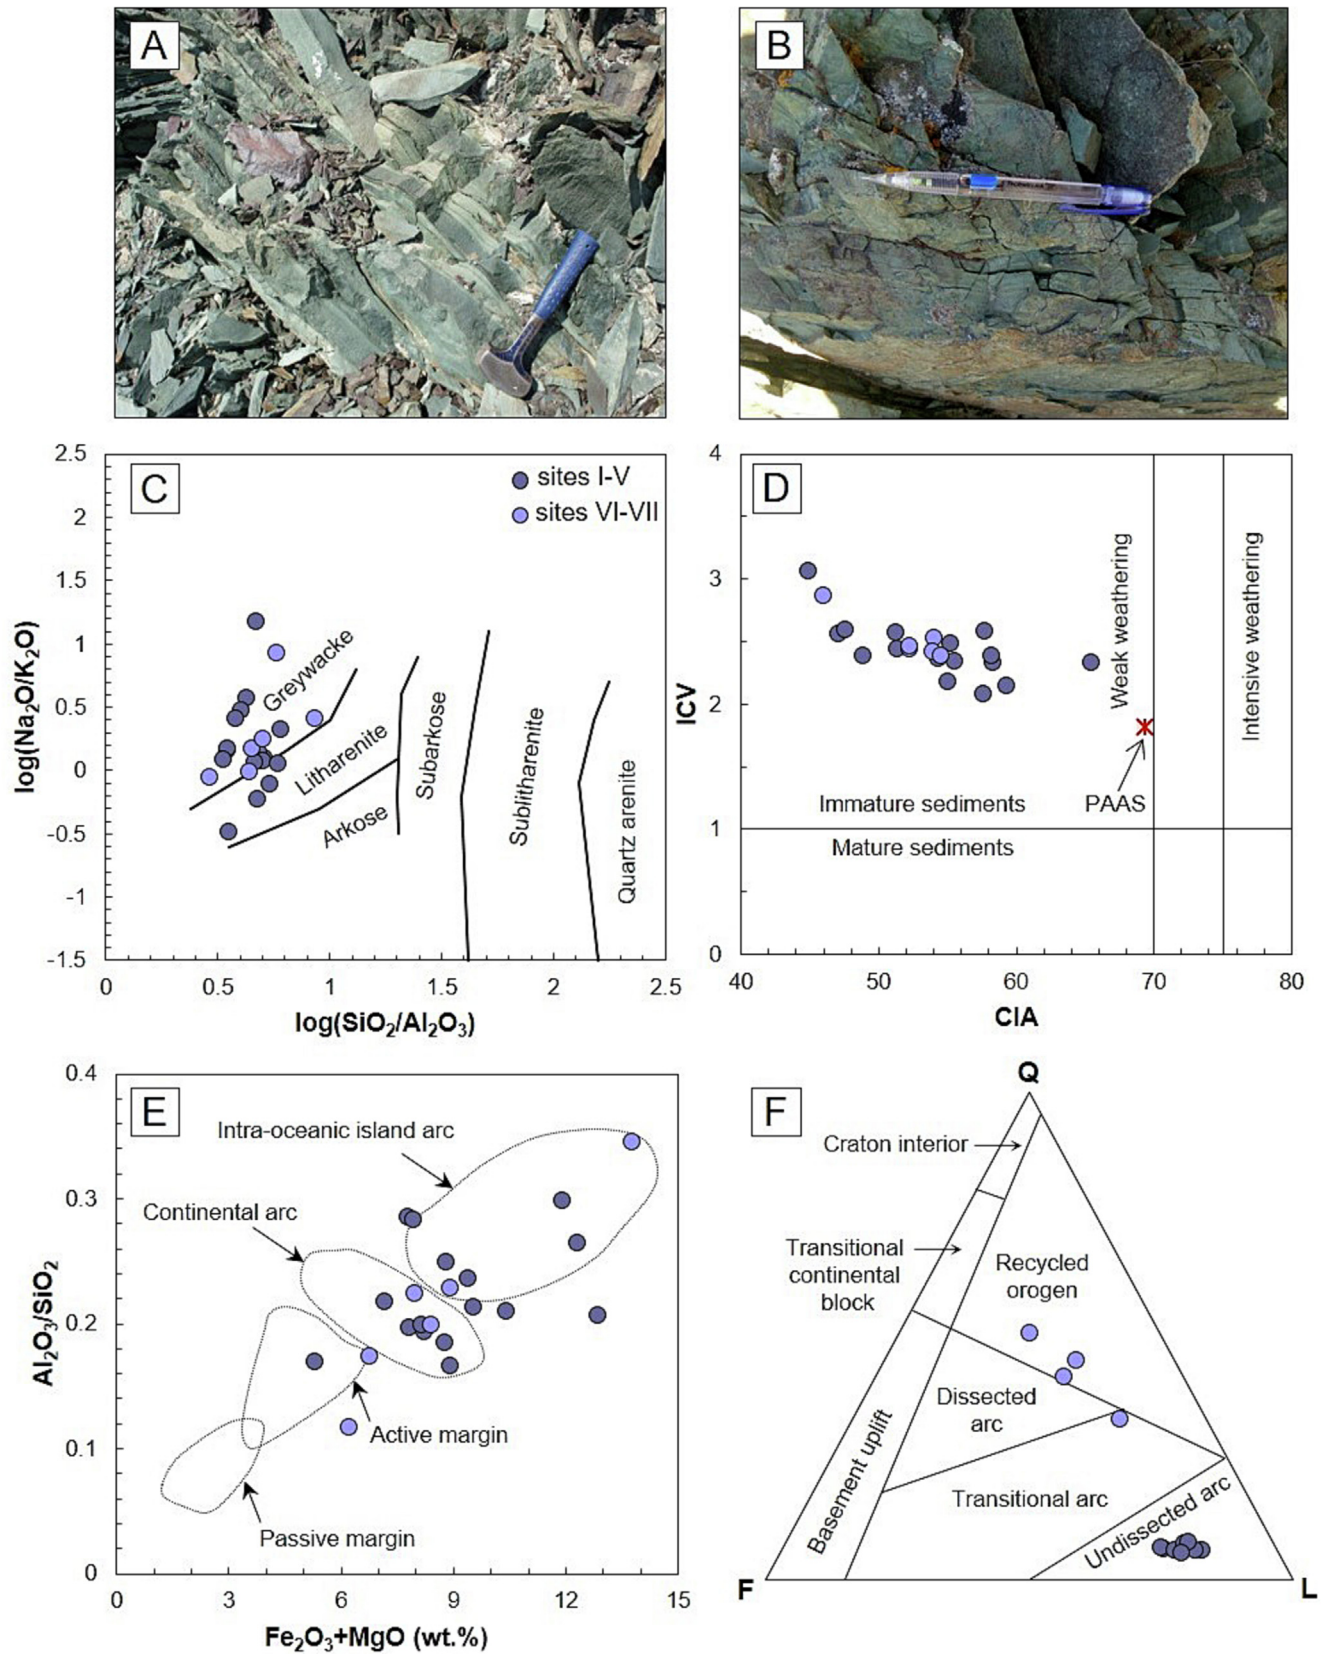 A
B
2.5
2
1.5
1
0.5
0
-0.5
-1
-1.5
log(Na₂O/K₂O)
C
sites I-V
sites VI-VII
Greywacke
Litharenite
Arkose
Subarkose
Sublitharenite
Quartz arenite
0
0.5
1
1.5
2
2.5
log(SiO₂/Al₂O₃)
4
3
2
1
0
ICV
D
Weak weathering
Intensive weathering
PAAS
Immature sediments
Mature sediments
40
50
60
70
80
CIA
0.4
0.3
0.2
0.1
0
Al₂O₃/SiO₂
E
Intra-oceanic island arc
Continental arc
Active margin
Passive margin
0
3
6
9
12
15
Fe₂O₃+MgO (wt.%)
F
Q
Craton interior
Transitional
continental
block
Recycled
orogen
Dissected
arc
Basement uplift
Transitional arc
Undissected arc
F
L